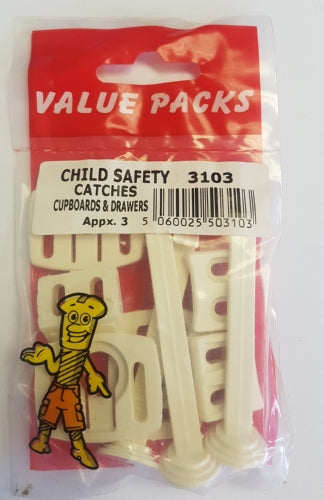 VALUE PACKS
CHILD SAFETY 3103
CATCHES
CUPBOARDS & DRAWERS
Appx. 3 5 060025 503103